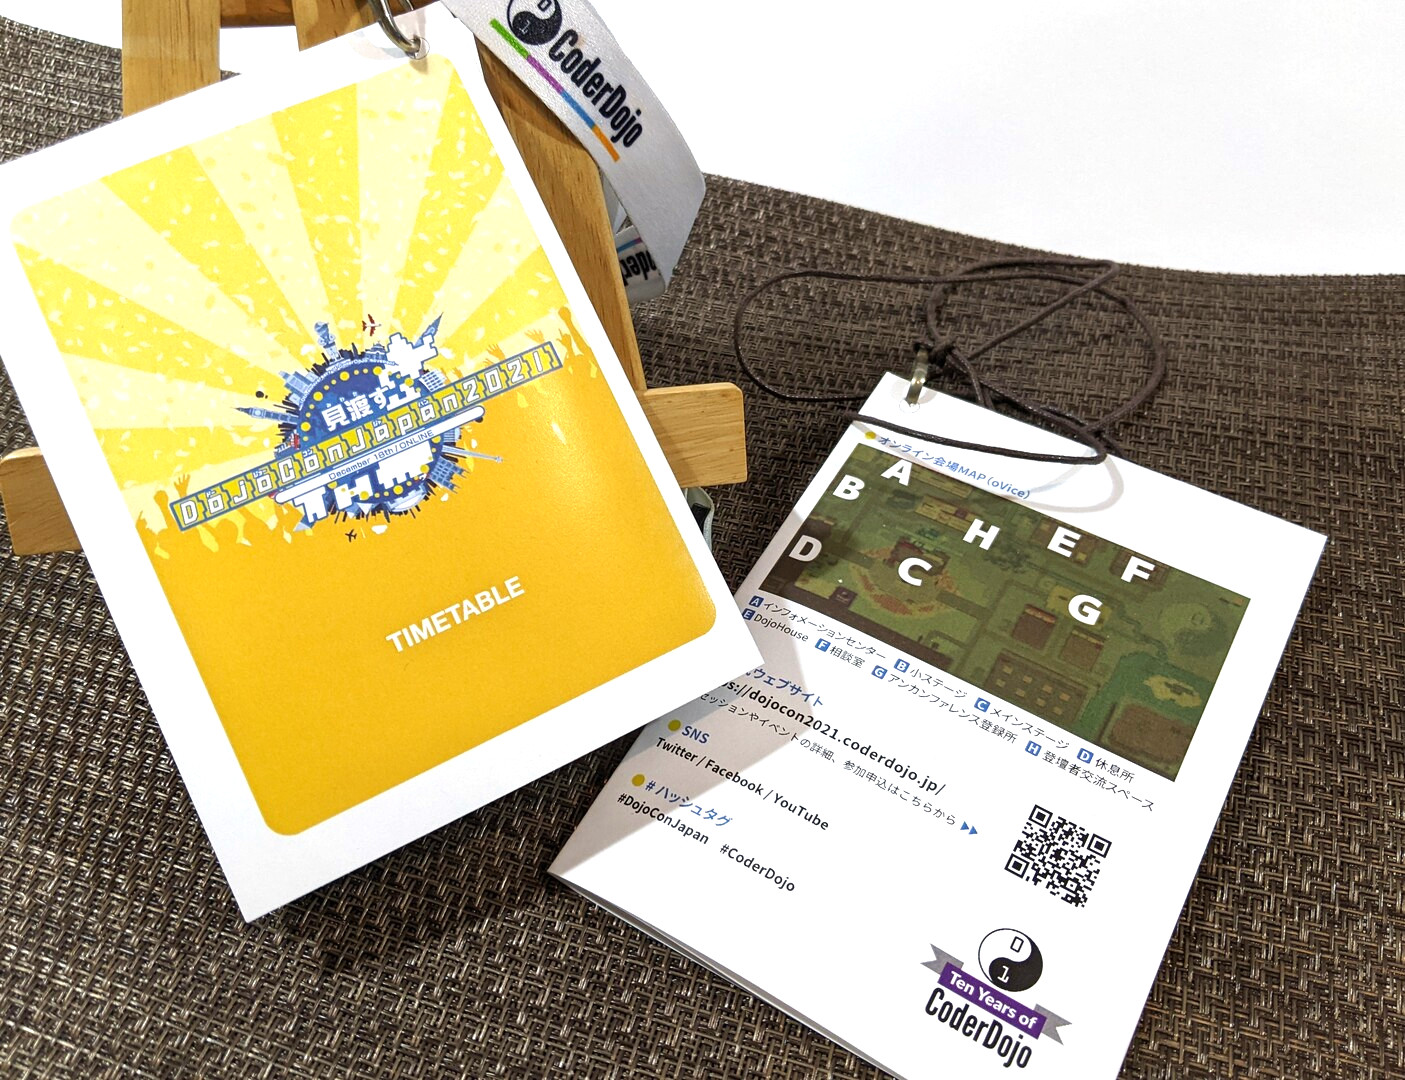 CoderDojo
見渡す
DojoConJapan2021
December 18th / ONLINE
TIMETABLE
オンライン会場MAP (oVice)
A
B
H
E
F
D
C
G
A インフォメーションセンター B 小ステージ C メインステージ D 休息所
E DojoHouse F 相談室 G アンカンファレンス登録所 H 登壇者交流スペース
ウェブサイト
s://dojocon2021.coderdojo.jp/
セッションやイベントの詳細、参加申込はこちらから
SNS
Twitter / Facebook / YouTube
#ハッシュタグ
#DojoConJapan #CoderDojo
Ten Years of
CoderDojo